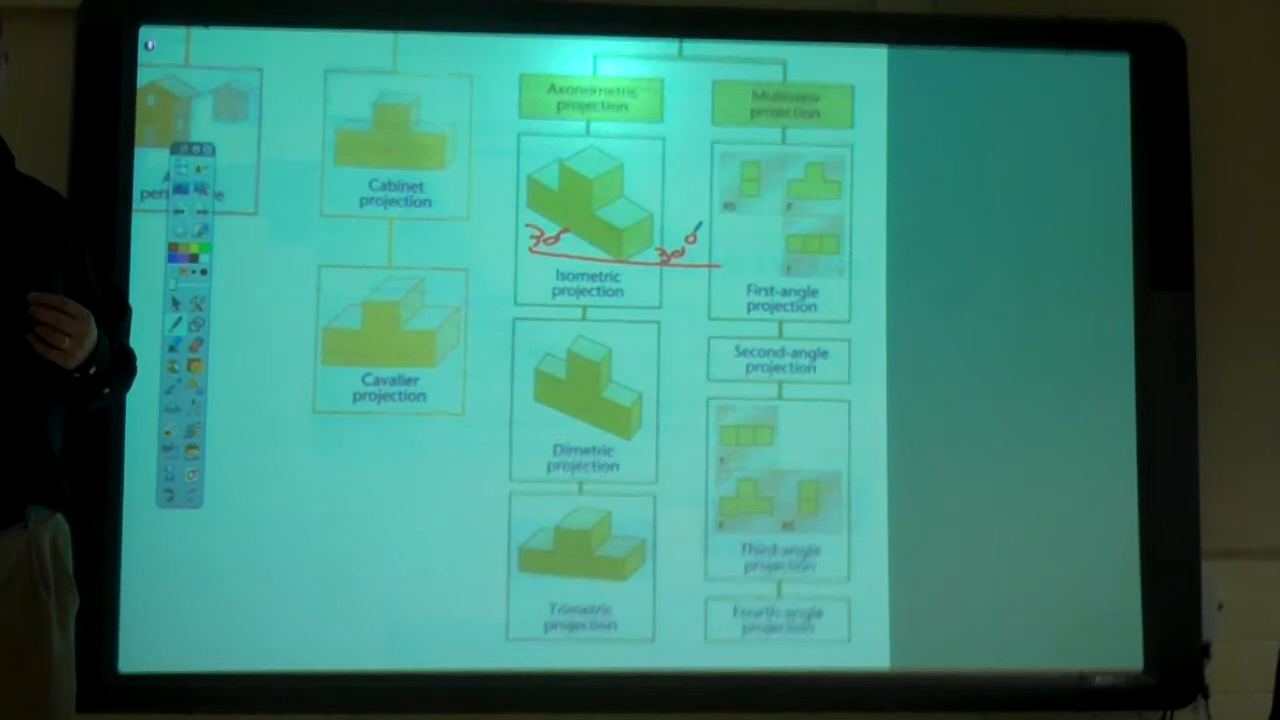 Axonometric
projection
Multiview
projection
Cabinet
projection
30°
30°
Isometric
projection
First-angle
projection
Second-angle
projection
Cavalier
projection
Dimetric
projection
T
Third-angle
projection
Trimetric
projection
Fourth-angle
projection